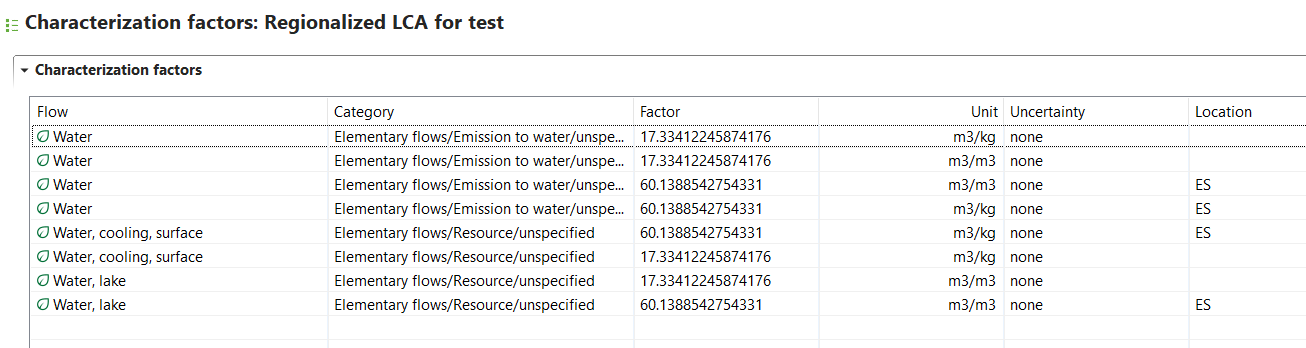 Characterization factors: Regionalized LCA for test
Characterization factors
Flow Category Factor Unit Uncertainty Location
Water Elementary flows/Emission to water/unspe... 17.33412245874176 m3/kg none
Water Elementary flows/Emission to water/unspe... 17.33412245874176 m3/m3 none
Water Elementary flows/Emission to water/unspe... 60.1388542754331 m3/m3 none ES
Water Elementary flows/Emission to water/unspe... 60.1388542754331 m3/kg none ES
Water, cooling, surface Elementary flows/Resource/unspecified 60.1388542754331 m3/kg none ES
Water, cooling, surface Elementary flows/Resource/unspecified 17.33412245874176 m3/kg none
Water, lake Elementary flows/Resource/unspecified 17.33412245874176 m3/m3 none
Water, lake Elementary flows/Resource/unspecified 60.1388542754331 m3/m3 none ES